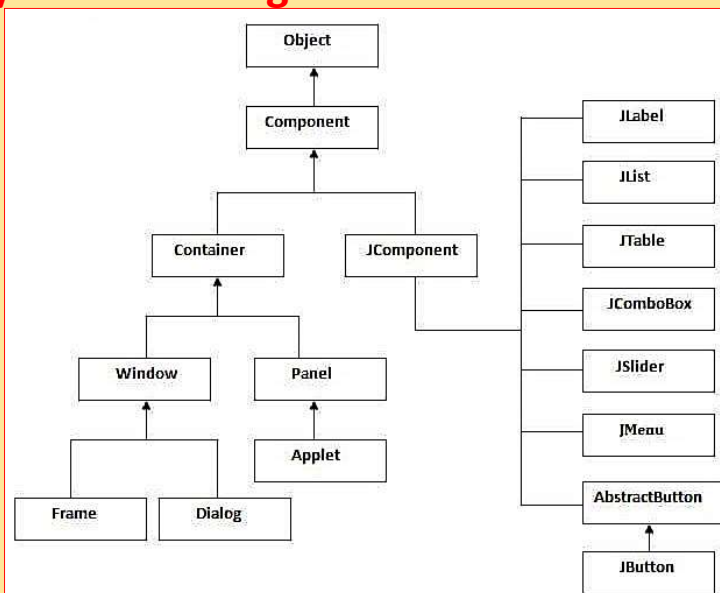 Object
Component
Container
JComponent
Window
Panel
Applet
Frame
Dialog
JLabel
JList
JTable
JComboBox
JSlider
JMenu
AbstractButton
JButton